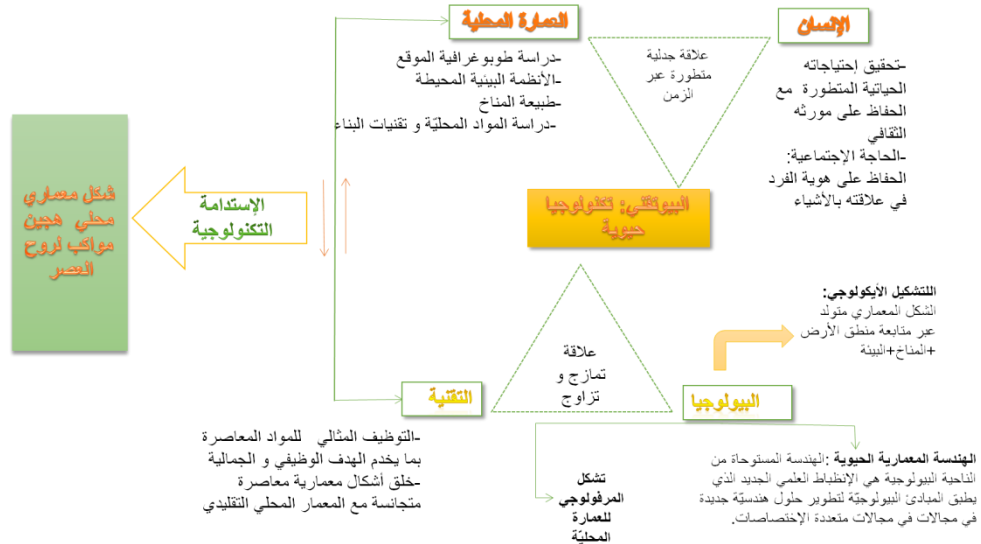 الإنسان
-تحقيق إحتياجاته
الحياتية المتطورة مع
الحفاظ على مورثه
الثقافي
-الحاجة الإجتماعية:
الحفاظ على هوية الفرد
في علاقته بالأشياء
علاقة جدلية
متطورة عبر
الزمن
العمارة المحلية
-دراسة طوبوغرافية الموقع
-الأنظمة البيئية المحيطة
-طبيعة المناخ
-دراسة المواد المحليّة و تقنيات البناء
البيوتقني: تكنولوجيا
حيوية
الإستدامة
التكنولوجية
شكل معماري
محلي هجين
مواكب لروح
العصر
اللتشكيل الأيكولوجي:
الشكل المعماري متولد
عبر متابعة منطق الأرض
+المناخ+البيئة
علاقة
تمازج و
تزاوج
البيولوجيا
التقنية
-التوظيف المثالي للمواد المعاصرة
بما يخدم الهدف الوظيفي و الجمالية
-خلق أشكال معمارية معاصرة
متجانسة مع المعمار المحلي التقليدي
الهندسة المعمارية الحيوية :الهندسة المستوحاة من
الناحية البيولوجية هي الإنظباط العلمي الجديد الذي
يطبق المبادئ البيولوجيّة لتطوير حلول هندسيّة جديدة
في مجالات في مجالات متعددة الإختصاصات.
تشكل
المرفولوجي
للعمارة
المحليّة